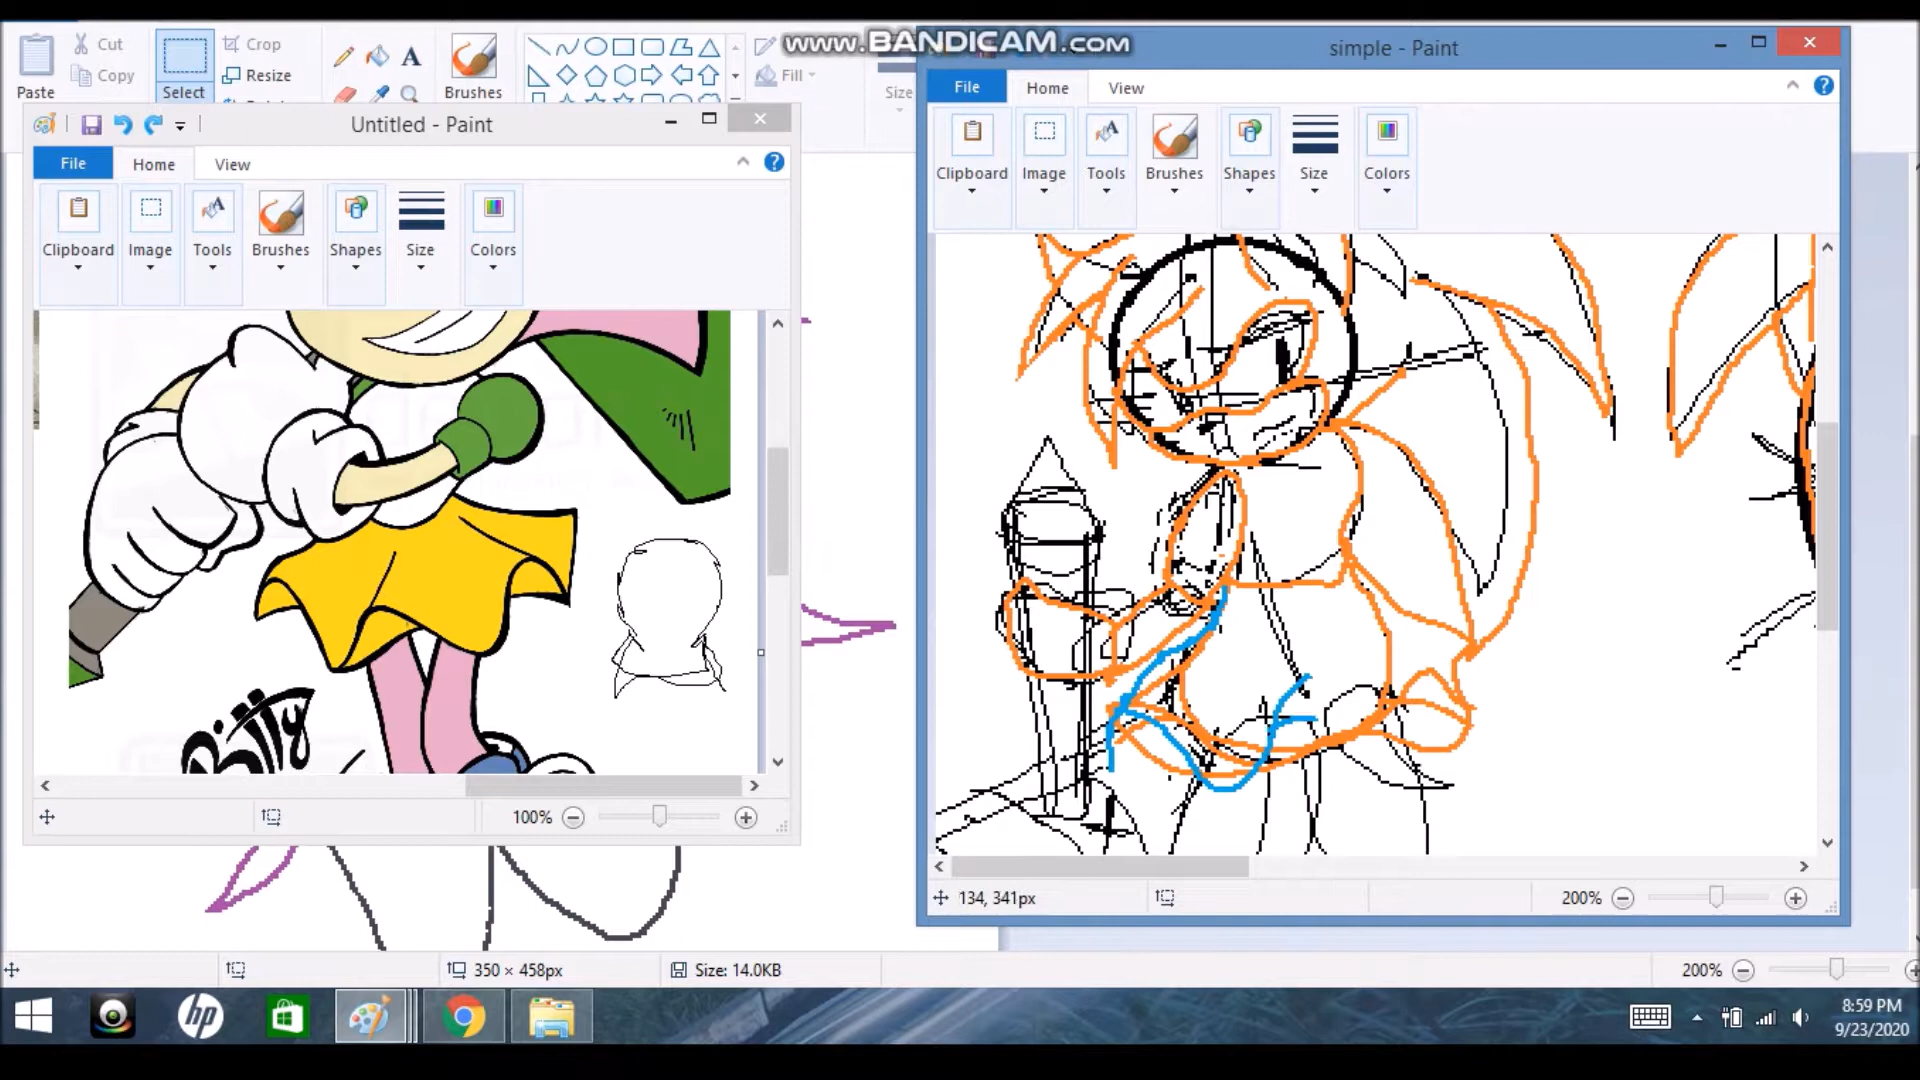 www.BANDICAM.com
Cut
Copy
Paste
Select
Crop
Resize
A
Brushes
Fill
Size
Untitled - Paint
File
Home
View
Clipboard
Image
Tools
Brushes
Shapes
Size
Colors
100%
simple - Paint
File
Home
View
Clipboard
Image
Tools
Brushes
Shapes
Size
Colors
134, 341px
200%
350 × 458px
Size: 14.0KB
200%
hp
8:59 PM
9/23/2020